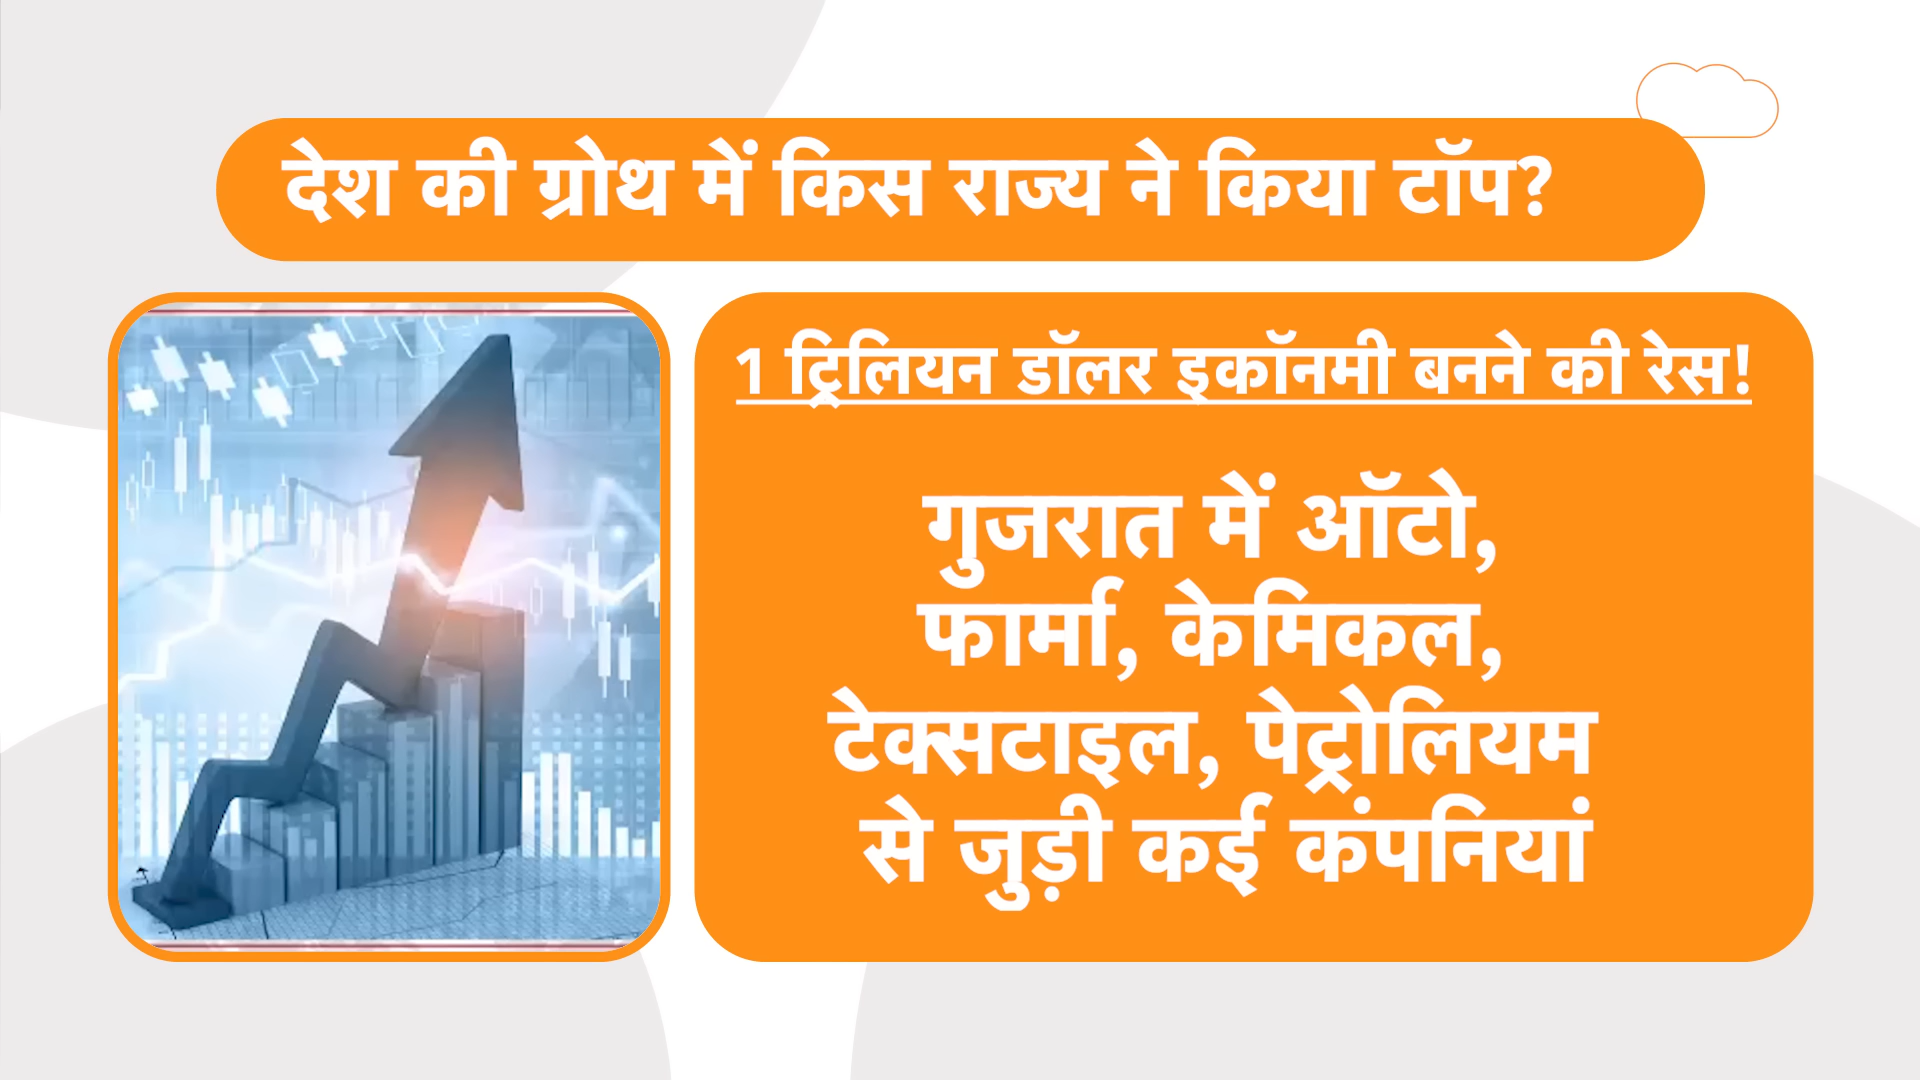 देश की ग्रोथ में किस राज्य ने किया टॉप?
1 ट्रिलियन डॉलर इकॉनमी बनने की रेस!
गुजरात में ऑटो,
फार्मा, केमिकल,
टेक्सटाइल, पेट्रोलियम
से जुड़ी कई कंपनियां